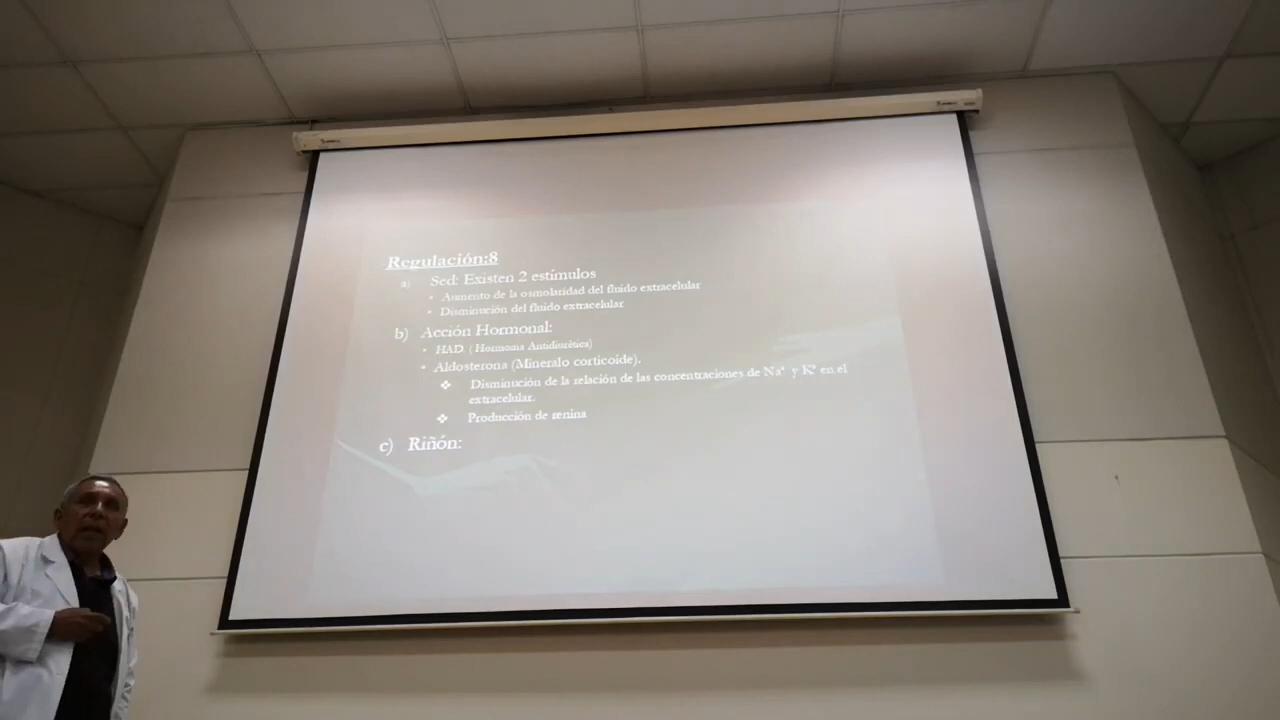 Regulación:8
a) Sed: Existen 2 estímulos
• Aumento de la osmolaridad del fluido extracelular
• Disminución del fluido extracelular
b) Acción Hormonal:
• HAD. ( Hormona Antidiurética)
• Aldosterona (Mineralo corticoide).
❖ Disminución de la relación de las concentraciones de Na⁺ y K⁺ en el
extracelular.
❖ Producción de renina
c) Riñón: